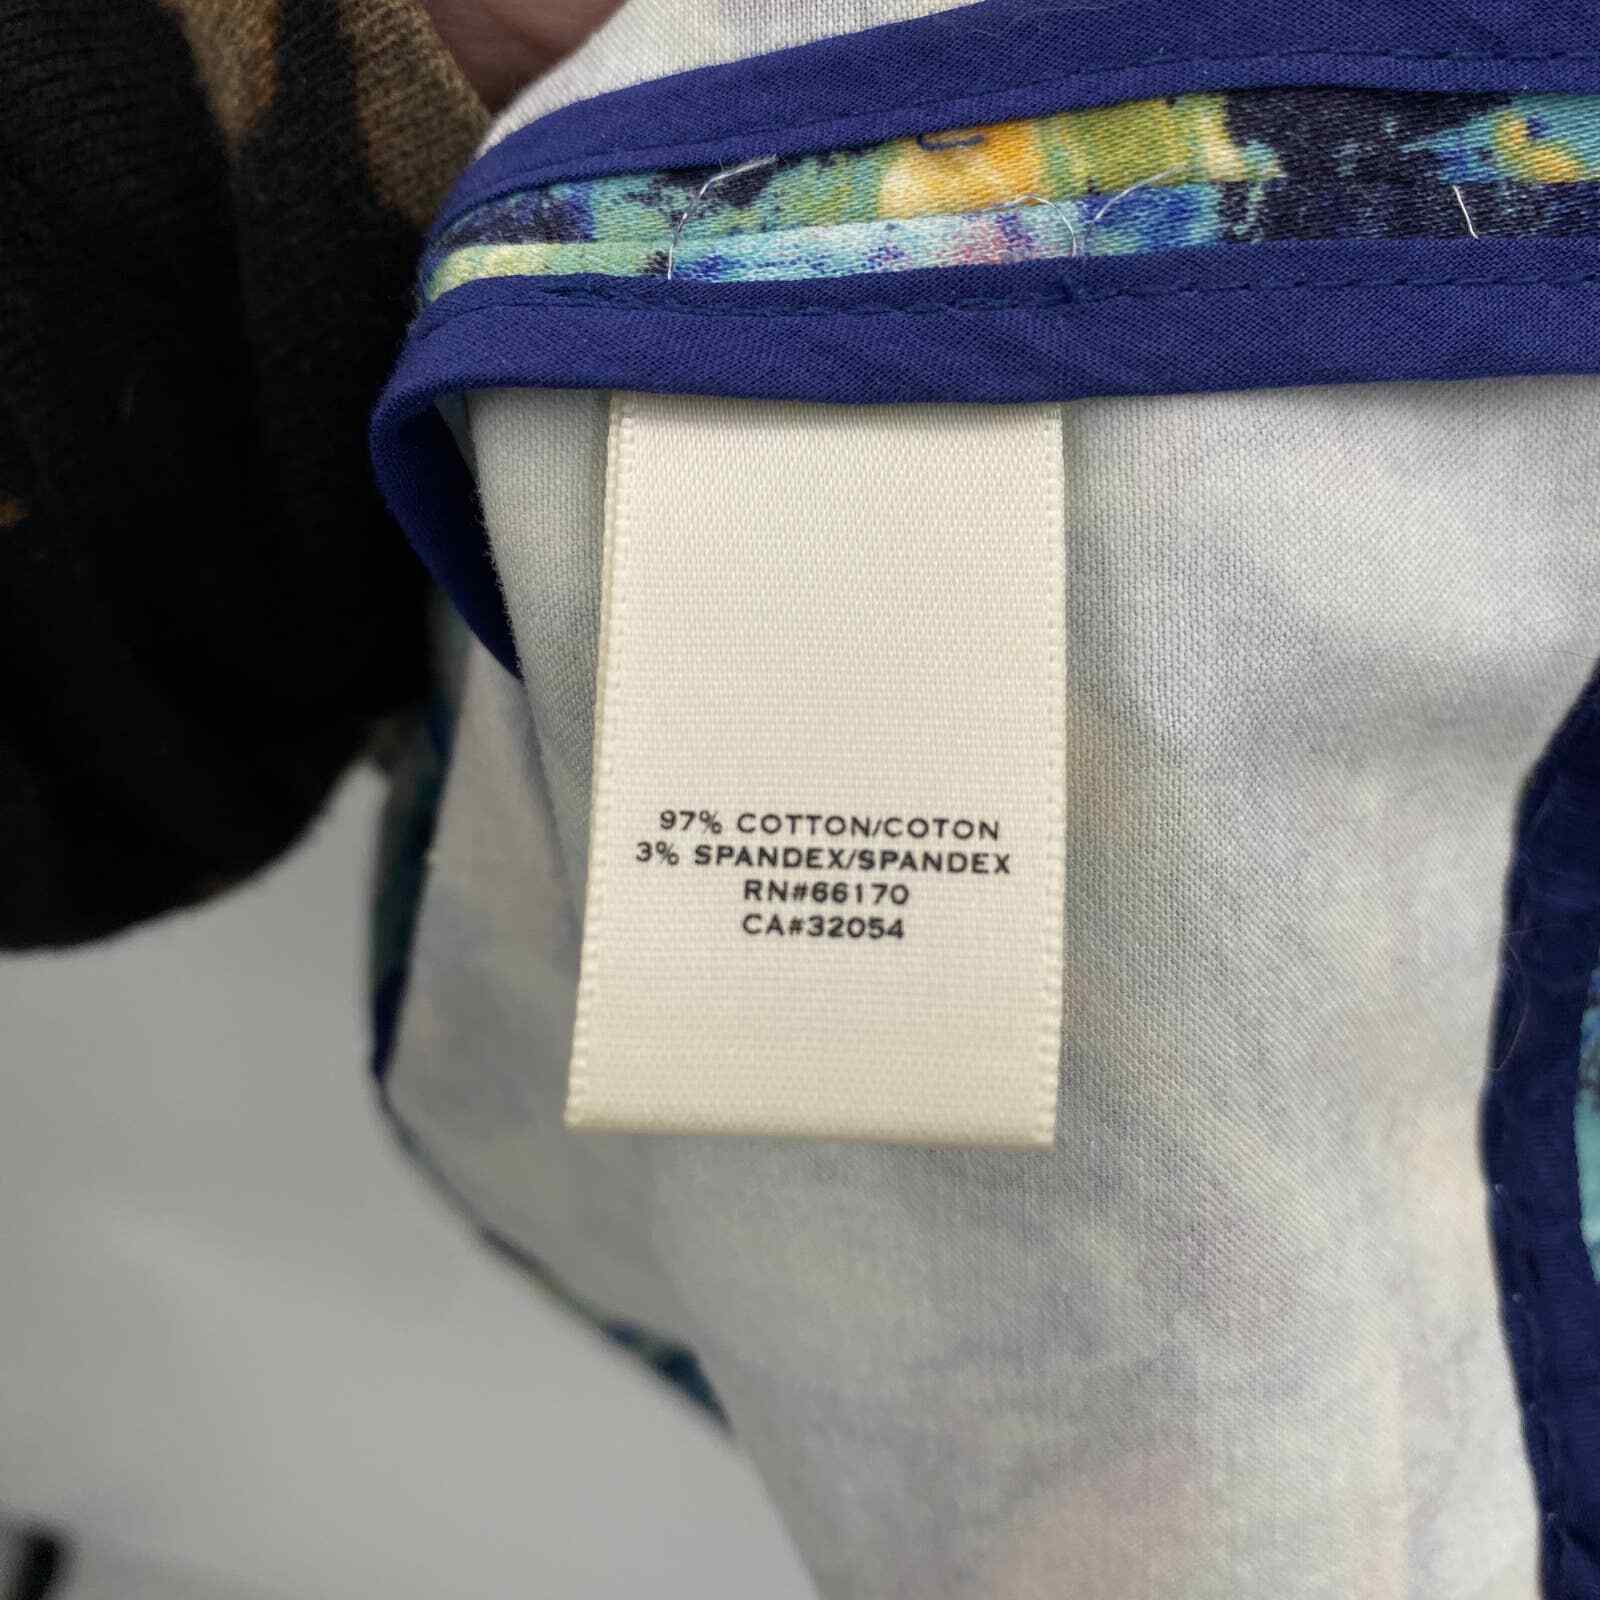 97% COTTON/COTON
3% SPANDEX/SPANDEX
RN#66170
CA#32054